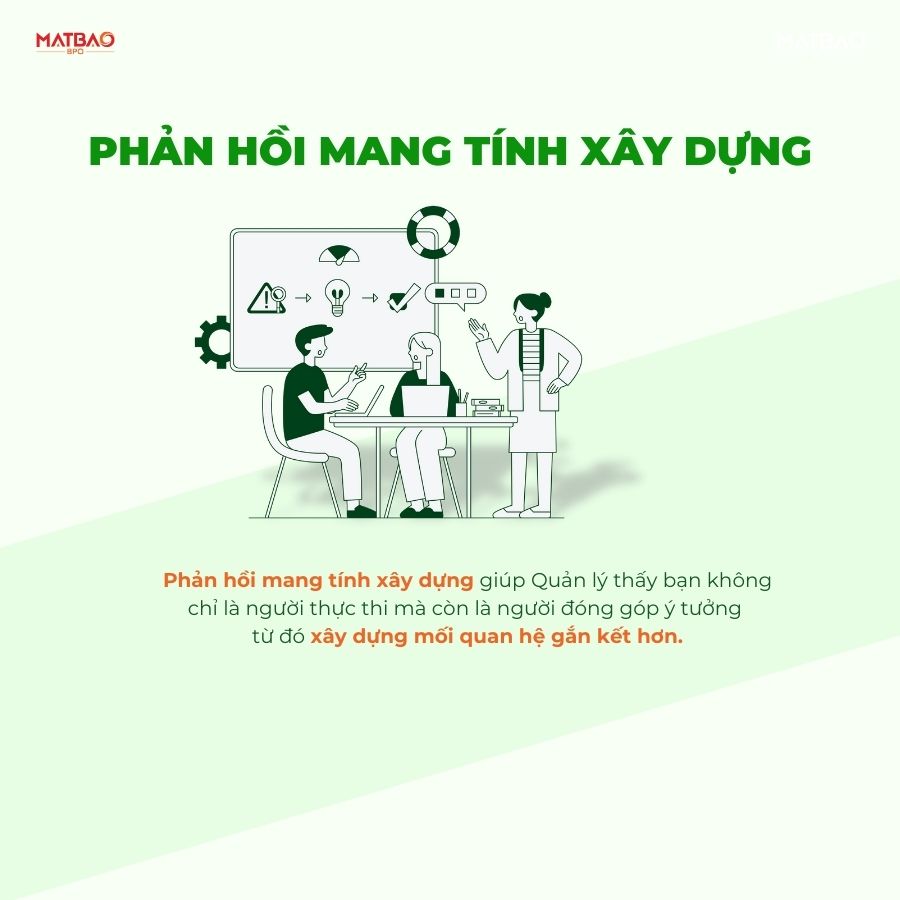 MATBAO
BPO
MATBAO
PHẢN HỒI MANG TÍNH XÂY DỰNG
Phản hồi mang tính xây dựng giúp Quản lý thấy bạn không
chỉ là người thực thi mà còn là người đóng góp ý tưởng
từ đó xây dựng mối quan hệ gắn kết hơn.